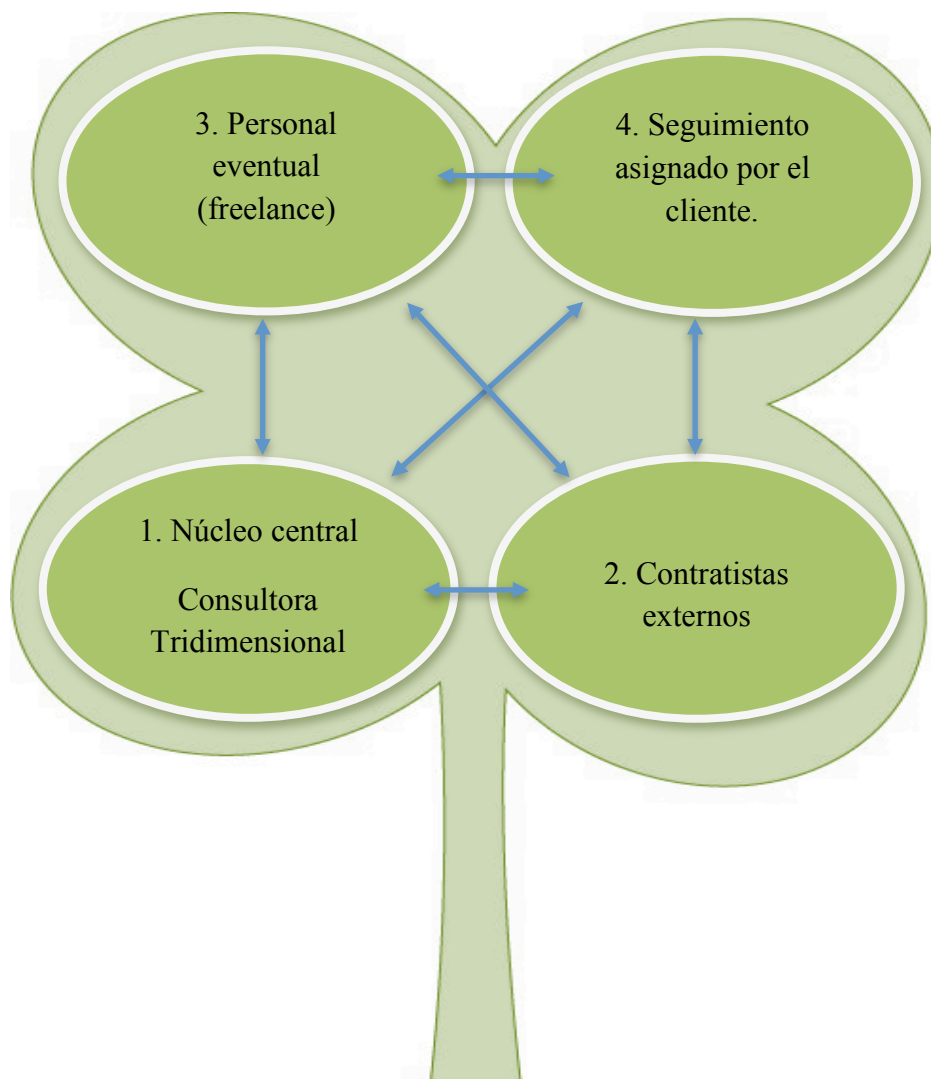 3. Personal
eventual
(freelance)
4. Seguimiento
asignado por el
cliente.
1. Núcleo central
Consultora
Tridimensional
2. Contratistas
externos